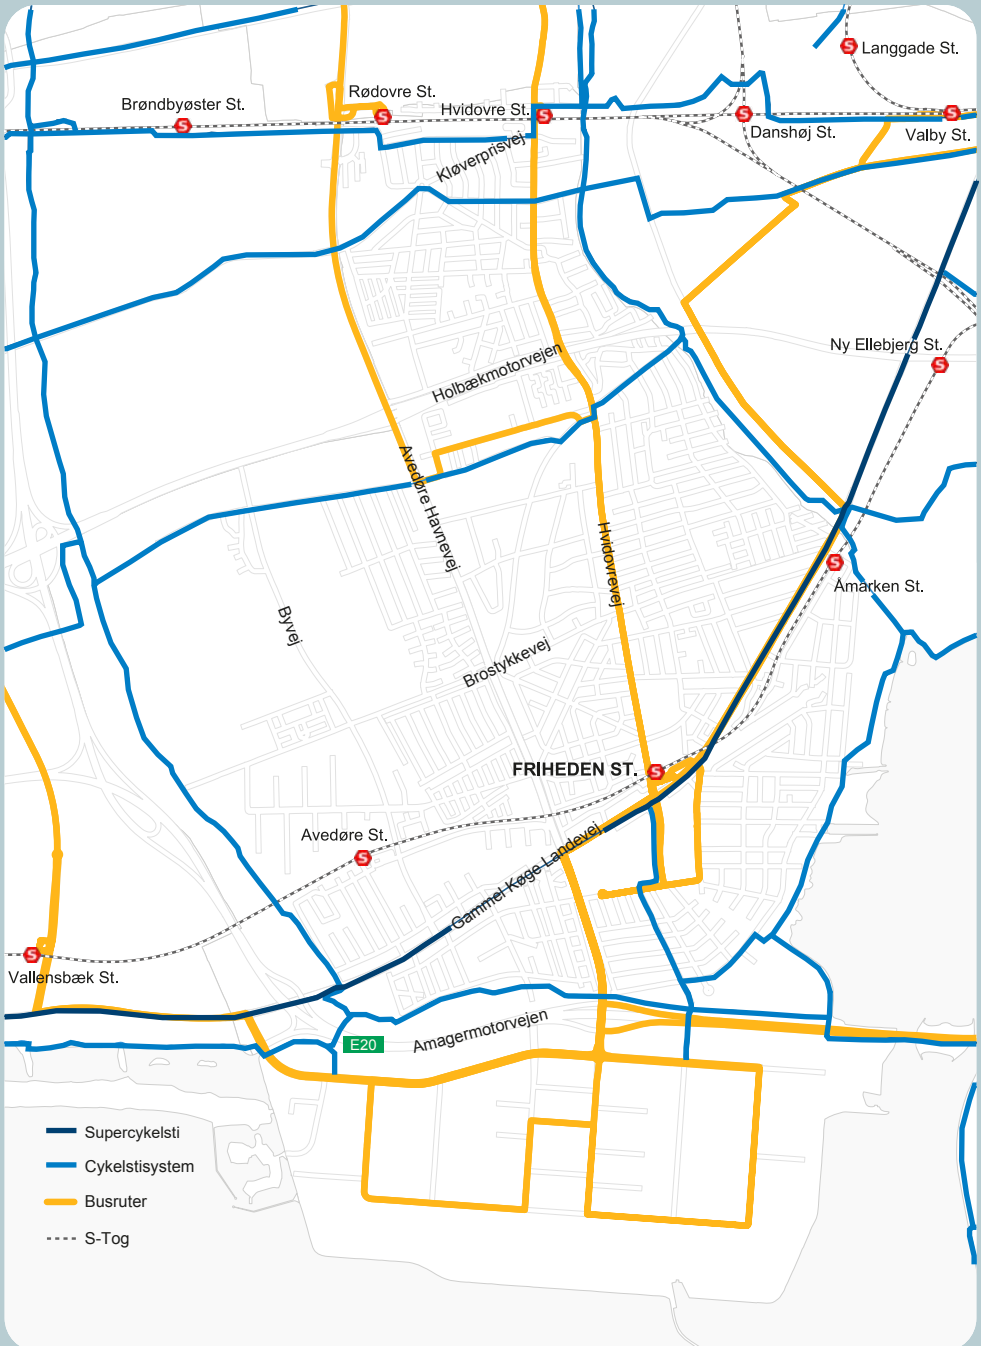 Langgade St.
Rødovre St.
Brøndbyøster St.
Hvidovre St.
Danshøj St.
Valby St.
Kløverprisvej
Ny Ellebjerg St.
Holbækmotorvejen
Avedøre Havnevej
Hvidovrevej
Åmarken St.
Byvej
Brostykkevej
FRIHEDEN ST.
Avedøre St.
Gammel Køge Landevej
Vallensbæk St.
Amagermotorvejen
E20
Supercykelsti
Cykelstisystem
Busruter
S-Tog
S
S
S
S
S
S
S
S
S
S
S